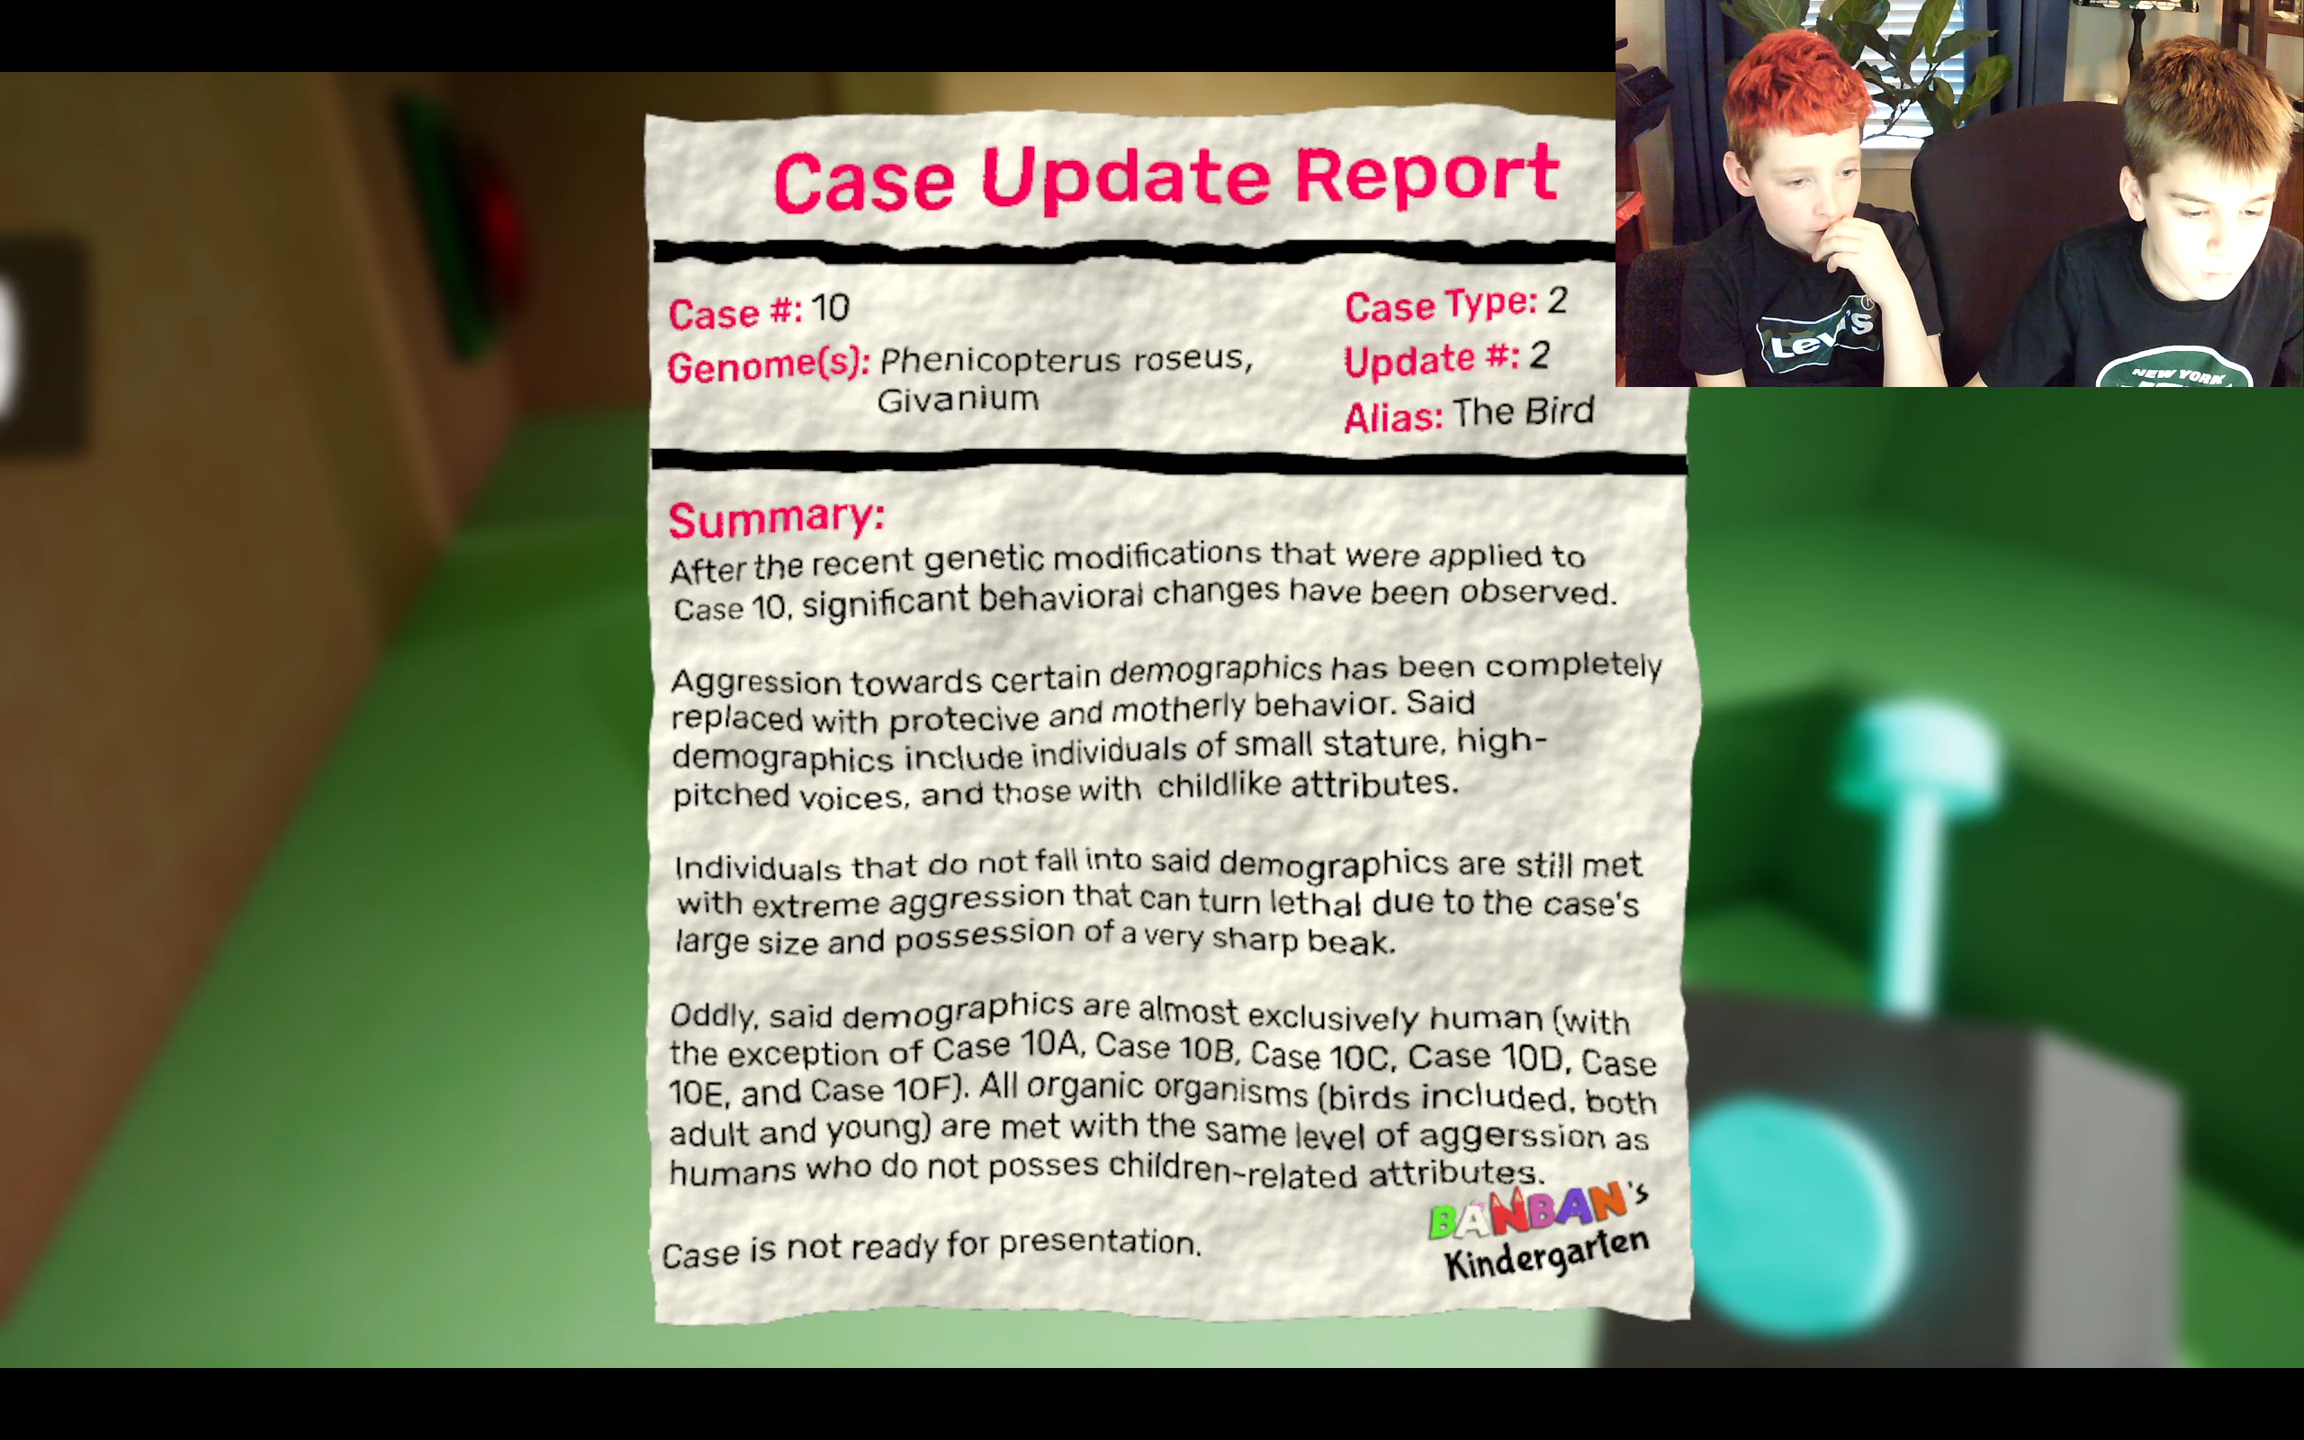 Case Update Report
Case #: 10
Genome(s): Phenicopterus roseus,
Givanium
Case Type: 2
Update #: 2
Alias: The Bird
Summary:
After the recent genetic modifications that were applied to
Case 10, significant behavioral changes have been observed.
Aggression towards certain demographics has been completely
replaced with protecive and motherly behavior. Said
demographics include individuals of small stature, high-
pitched voices, and those with childlike attributes.
Individuals that do not fall into said demographics are still met
with extreme aggression that can turn lethal due to the case's
large size and possession of a very sharp beak.
Oddly, said demographics are almost exclusively human (with
the exception of Case 10A, Case 10B, Case 10C, Case 10D, Case
10E, and Case 10F). All organic organisms (birds included, both
adult and young) are met with the same level of aggerssion as
humans who do not posses children-related attributes.
Case is not ready for presentation.
BANBAN's
Kindergarten
Levi's
NEW YORK